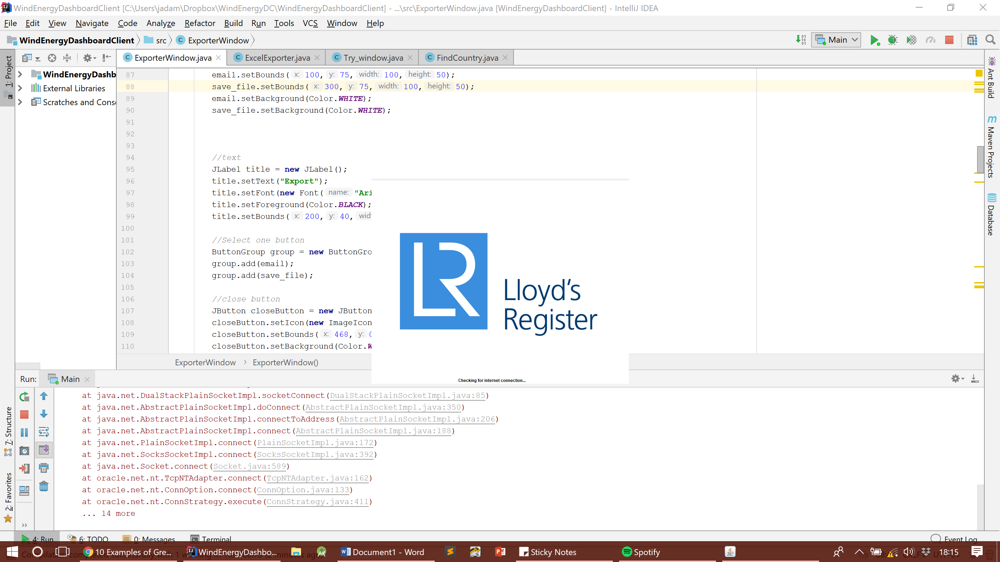 WindEnergyDashboardClient [C:\Users\jadam\Dropbox\WindEnergyDC\WindEnergyDashboardClient] - ...\src\ExporterWindow.java [WindEnergyDashboardClient] - IntelliJ IDEA
File Edit View Navigate Code Analyze Refactor Build Run Tools VCS Window Help
WindEnergyDashboardClient src ExporterWindow Main
1: Project
ExporterWindow.java ExcelExporter.java Try_window.java FindCountry.java
WindEnergyDashb
External Libraries
Scratches and Cons
87 email.setBounds( x: 100, y: 75, width: 100, height: 50);
88 save_file.setBounds( x: 300, y: 75, width: 100, height: 50);
89 email.setBackground(Color.WHITE);
90 save_file.setBackground(Color.WHITE);
91
92
93
94 //text
95 JLabel title = new JLabel();
96 title.setText("Export");
97 title.setFont(new Font( name: "Ari
98 title.setForeground(Color.BLACK);
99 title.setBounds( x: 200, y: 40, widt
100
101 //Select one button
102 ButtonGroup group = new ButtonGro
103 group.add(email);
104 group.add(save_file);
105
106 //close button
107 JButton closeButton = new JButton
108 closeButton.setIcon(new ImageIcon
109 closeButton.setBounds( x: 468, y: 0
110 closeButton.setBackground(Color.W
ExporterWindow › ExporterWindow()
LR
Lloyd's
Register
Checking for internet connection...
Ant Build
Maven Projects
Database
Run: Main
at java.net.DualStackPlainSocketImpl.socketConnect(DualStackPlainSocketImpl.java:85)
at java.net.AbstractPlainSocketImpl.doConnect(AbstractPlainSocketImpl.java:350)
at java.net.AbstractPlainSocketImpl.connectToAddress(AbstractPlainSocketImpl.java:206)
at java.net.AbstractPlainSocketImpl.connect(AbstractPlainSocketImpl.java:188)
at java.net.PlainSocketImpl.connect(PlainSocketImpl.java:172)
at java.net.SocksSocketImpl.connect(SocksSocketImpl.java:392)
at java.net.Socket.connect(Socket.java:589)
at oracle.net.nt.TcpNTAdapter.connect(TcpNTAdapter.java:162)
at oracle.net.nt.ConnOption.connect(ConnOption.java:133)
at oracle.net.nt.ConnStrategy.execute(ConnStrategy.java:411)
... 14 more
7: Structure
2: Favorites
4: Run 6: TODO 0: Messages Terminal Event Log
10 Examples of Gre... WindEnergyDashbo... Document1 - Word Sticky Notes Spotify 18:15